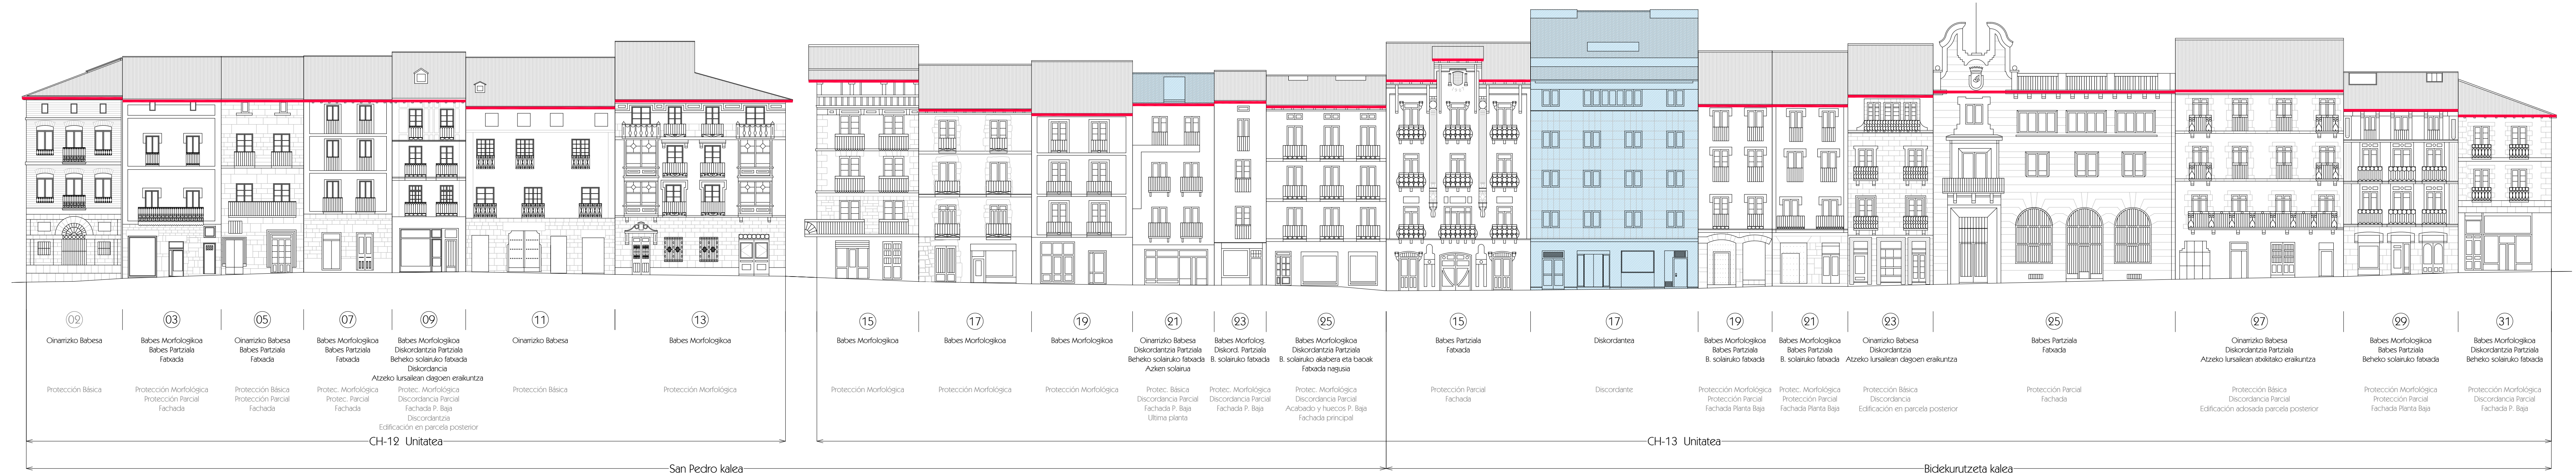 02
Oinarrizko Babesa
Protección Básica
03
Babes Morfologikoa
Babes Partziala
Fatxada
Protección Morfológica
Protección Parcial
Fachada
05
Oinarrizko Babesa
Babes Partziala
Fatxada
Protección Básica
Protección Parcial
Fachada
07
Babes Morfologikoa
Babes Partziala
Fatxada
Protec. Morfológica
Protec. Parcial
Fachada
09
Babes Morfologikoa
Diskordantzia Partziala
Beheko solairuko fatxada
Diskordancia
Atzeko lursailean dagoen eraikuntza
Protec. Morfológica
Discordancia Parcial
Fachada P. Baja
Discordantzia
Edificación en parcela posterior
11
Oinarrizko Babesa
Protección Básica
13
Babes Morfologikoa
Protección Morfológica
15
Babes Morfologikoa
Protección Morfológica
17
Babes Morfologikoa
Protección Morfológica
19
Babes Morfologikoa
Protección Morfológica
21
Oinarrizko Babesa
Diskordantzia Partziala
Beheko solairuko fatxada
Azken solairua
Protec. Básica
Discordancia Parcial
Fachada P. Baja
Ultima planta
23
Babes Morfolog.
Diskord. Partziala
B. solairuko fatxada
Protec. Morfológica
Discordancia Parcial
Fachada P. Baja
25
Babes Morfologikoa
Diskordantzia Partziala
B. solairuko akabera eta baoak
Fatxada nagusia
Protección Morfológica
Discordancia Parcial
Acabado y huecos P. Baja
Fachada principal
15
Babes Partziala
Fatxada
Protección Parcial
Fachada
17
Diskordantea
Discordante
19
Babes Morfologikoa
Babes Partziala
B. solairuko fatxada
Protección Morfológica
Protección Parcial
Fachada Planta Baja
21
Babes Morfologikoa
Babes Partziala
B. solairuko fatxada
Protec. Morfológica
Protección Parcial
Fachada Planta Baja
23
Oinarrizko Babesa
Diskordantzia
Atzeko lursailean dagoen eraikuntza
Protección Básica
Discordancia
Edificación en parcela posterior
25
Babes Partziala
Fatxada
Protección Parcial
Fachada
27
Oinarrizko Babesa
Diskordantzia Partziala
Atzeko lursailean atxikitako eraikuntza
Protección Básica
Discordancia Parcial
Edificación adosada parcela posterior
29
Babes Morfologikoa
Babes Partziala
Beheko solairuko fatxada
Protección Morfológica
Protección Parcial
Fachada Planta Baja
31
Babes Morfologikoa
Diskordantzia Partziala
Beheko solairuko fatxada
Protección Morfológica
Discordancia Parcial
Fachada P. Baja
CH-12 Unitatea
CH-13 Unitatea
San Pedro kalea
Bidekurutzeta kalea